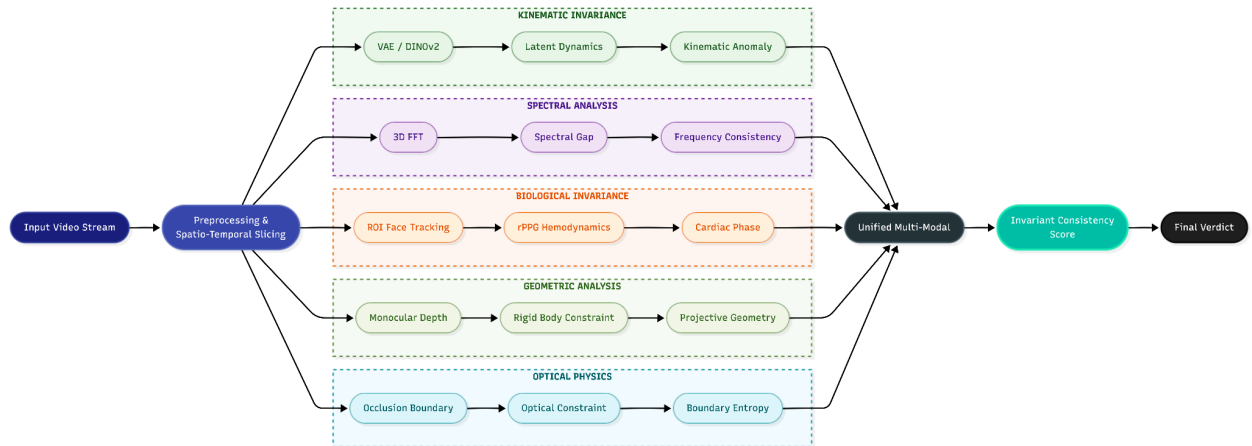 KINEMATIC INVARIANCE
VAE / DINOv2
Latent Dynamics
Kinematic Anomaly
SPECTRAL ANALYSIS
3D FFT
Spectral Gap
Frequency Consistency
BIOLOGICAL INVARIANCE
Input Video Stream
Preprocessing &
Spatio-Temporal Slicing
ROI Face Tracking
rPPG Hemodynamics
Cardiac Phase
Unified Multi-Modal
Invariant Consistency
Score
Final Verdict
GEOMETRIC ANALYSIS
Monocular Depth
Rigid Body Constraint
Projective Geometry
OPTICAL PHYSICS
Occlusion Boundary
Optical Constraint
Boundary Entropy